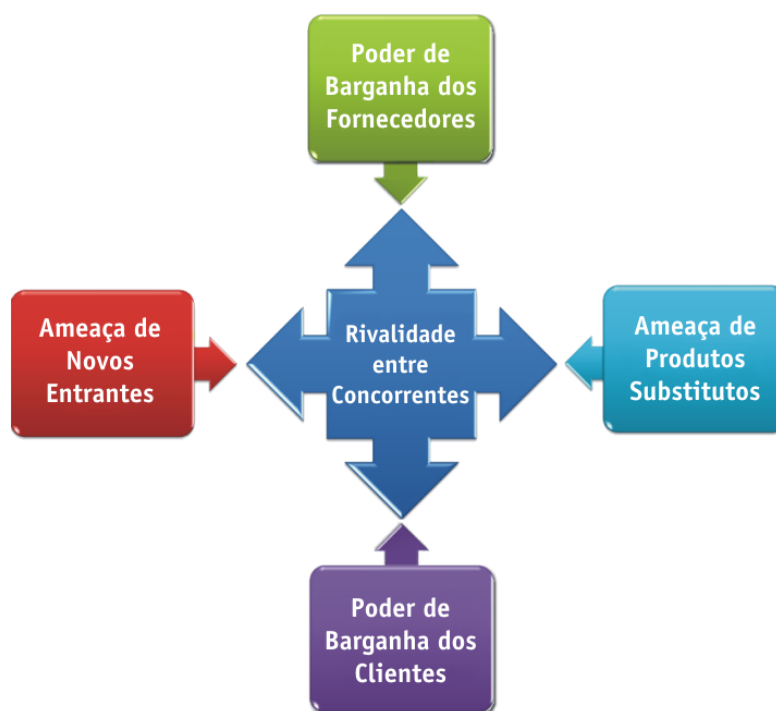 Poder de
Barganha dos
Fornecedores
Ameaça de
Novos
Entrantes
Rivalidade
entre
Concorrentes
Ameaça de
Produtos
Substitutos
Poder de
Barganha dos
Clientes